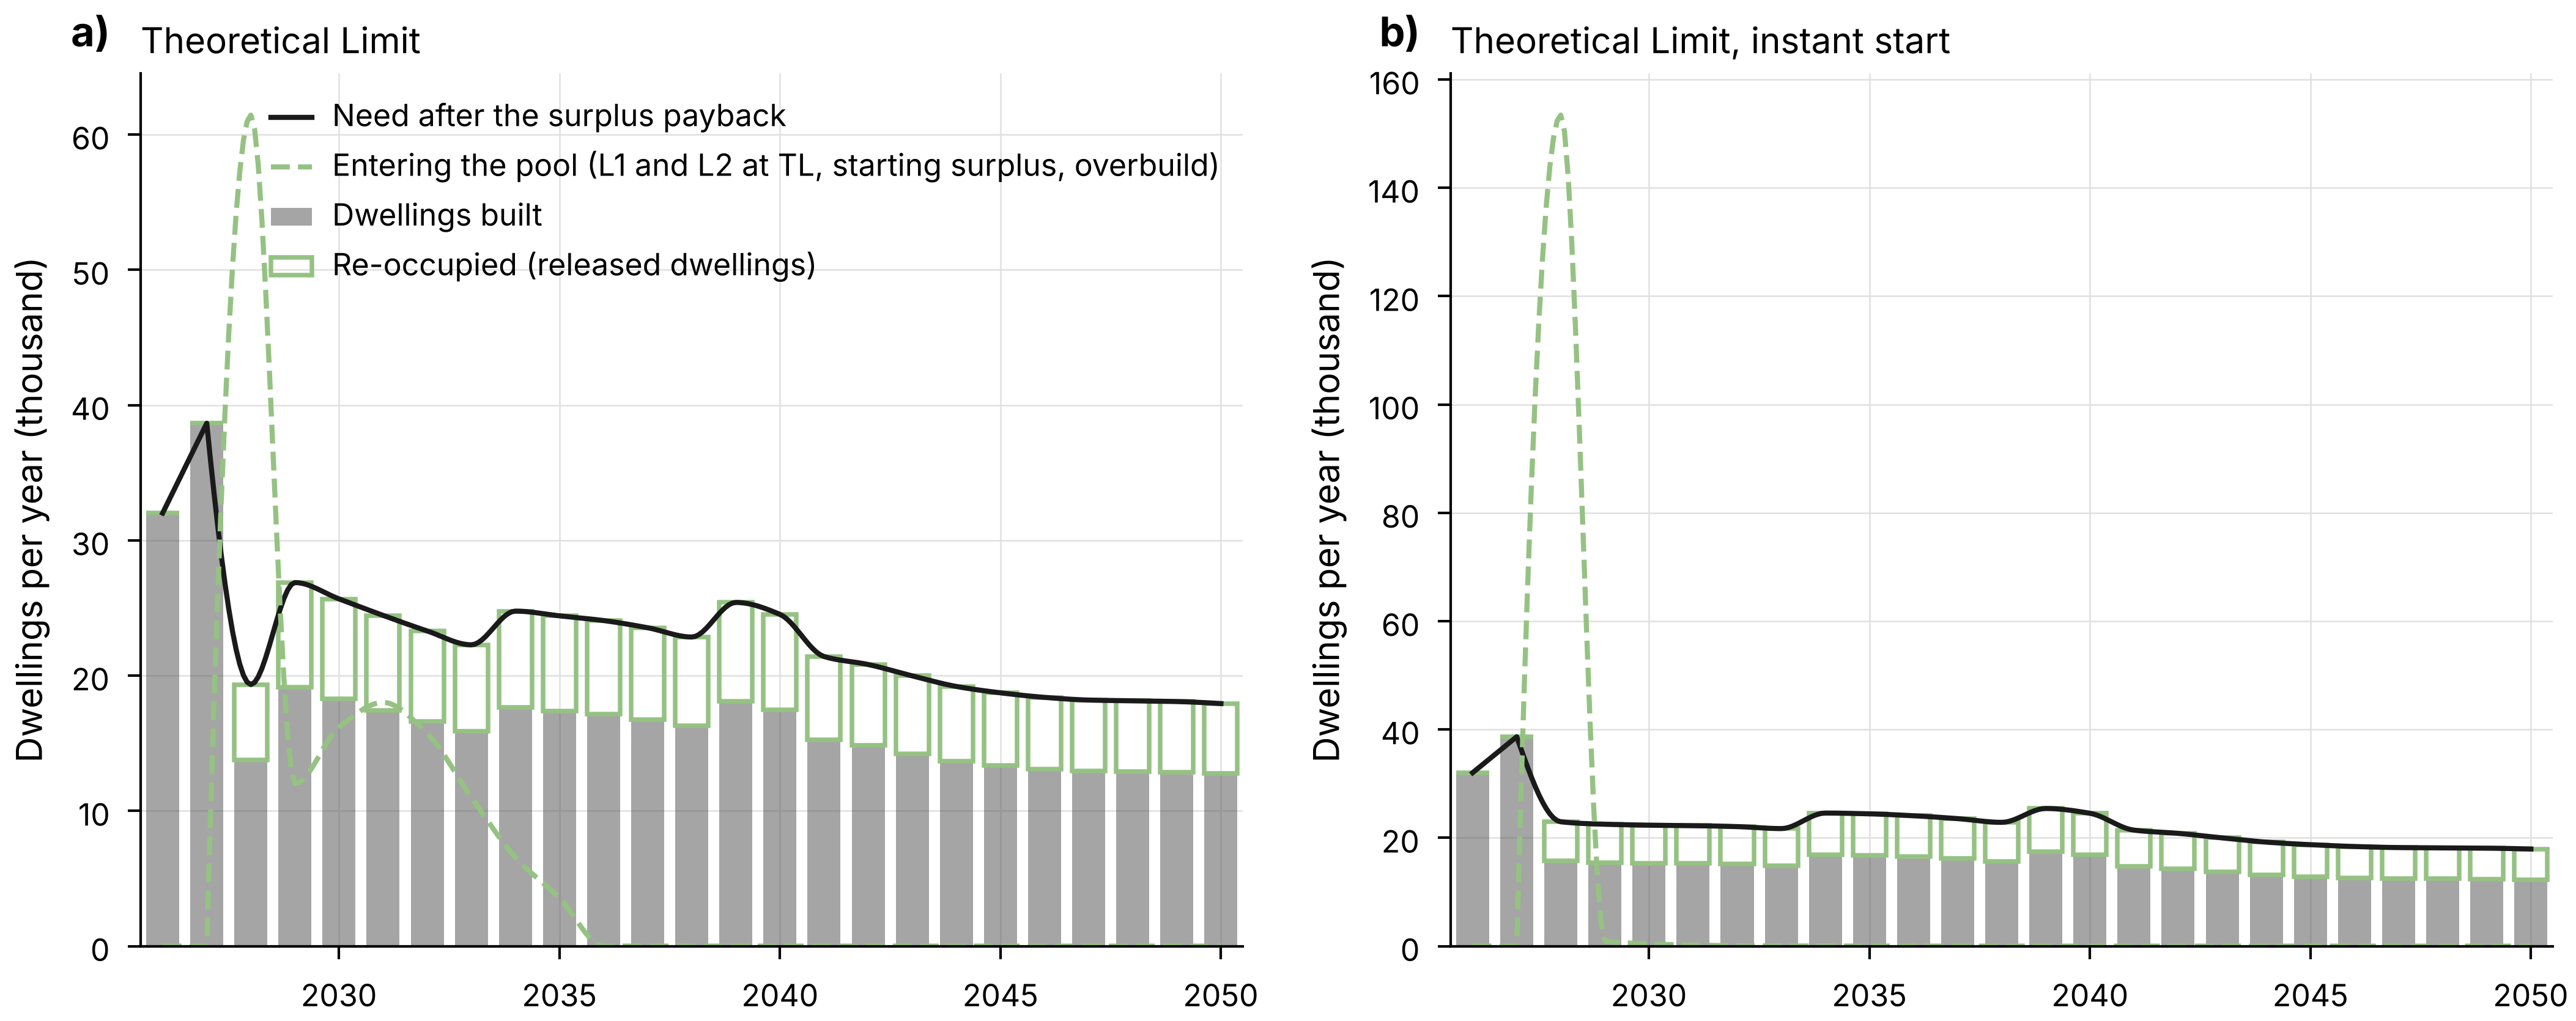 a) Theoretical Limit
Need after the surplus payback
Entering the pool (L1 and L2 at TL, starting surplus, overbuild)
Dwellings built
Re-occupied (released dwellings)
Dwellings per year (thousand)
60
50
40
30
20
10
0
2030 2035 2040 2045 2050
b) Theoretical Limit, instant start
Dwellings per year (thousand)
160
140
120
100
80
60
40
20
0
2030 2035 2040 2045 2050